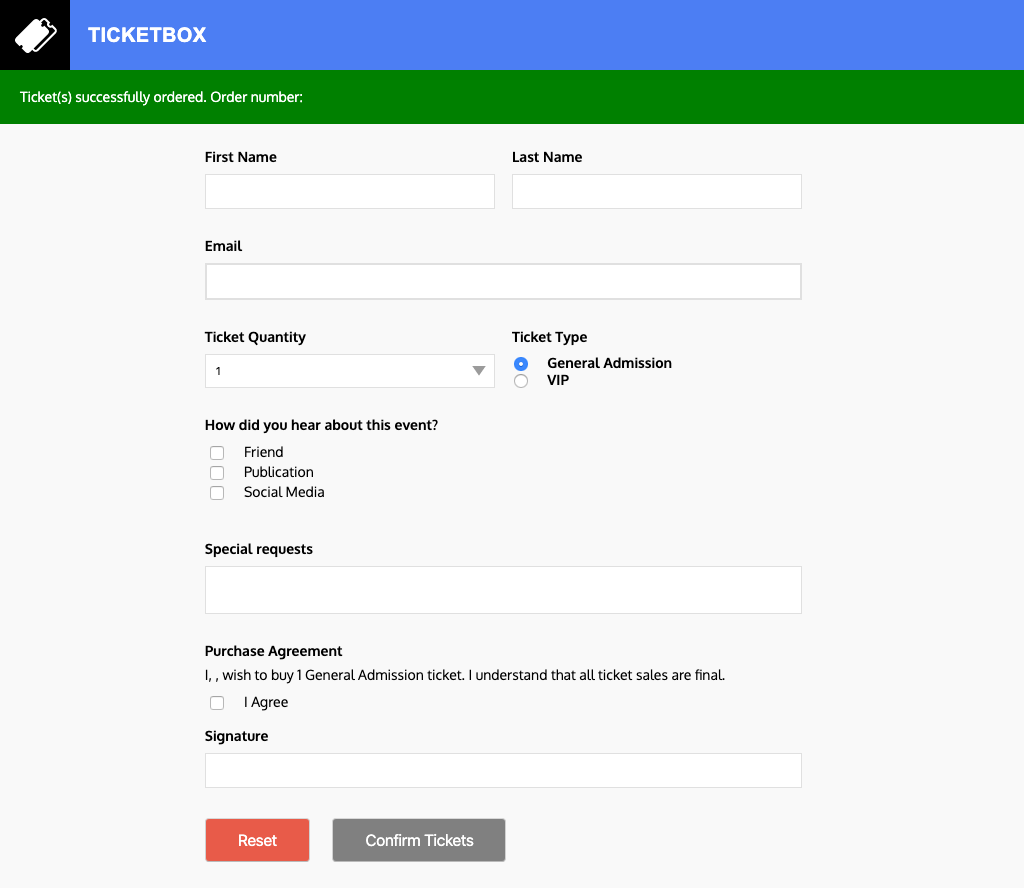 TICKETBOX
Ticket(s) successfully ordered. Order number:
First Name Last Name
Email
Ticket Quantity Ticket Type
1 General Admission
VIP
How did you hear about this event?
Friend
Publication
Social Media
Special requests
Purchase Agreement
I, , wish to buy 1 General Admission ticket. I understand that all ticket sales are final.
I Agree
Signature
Reset Confirm Tickets